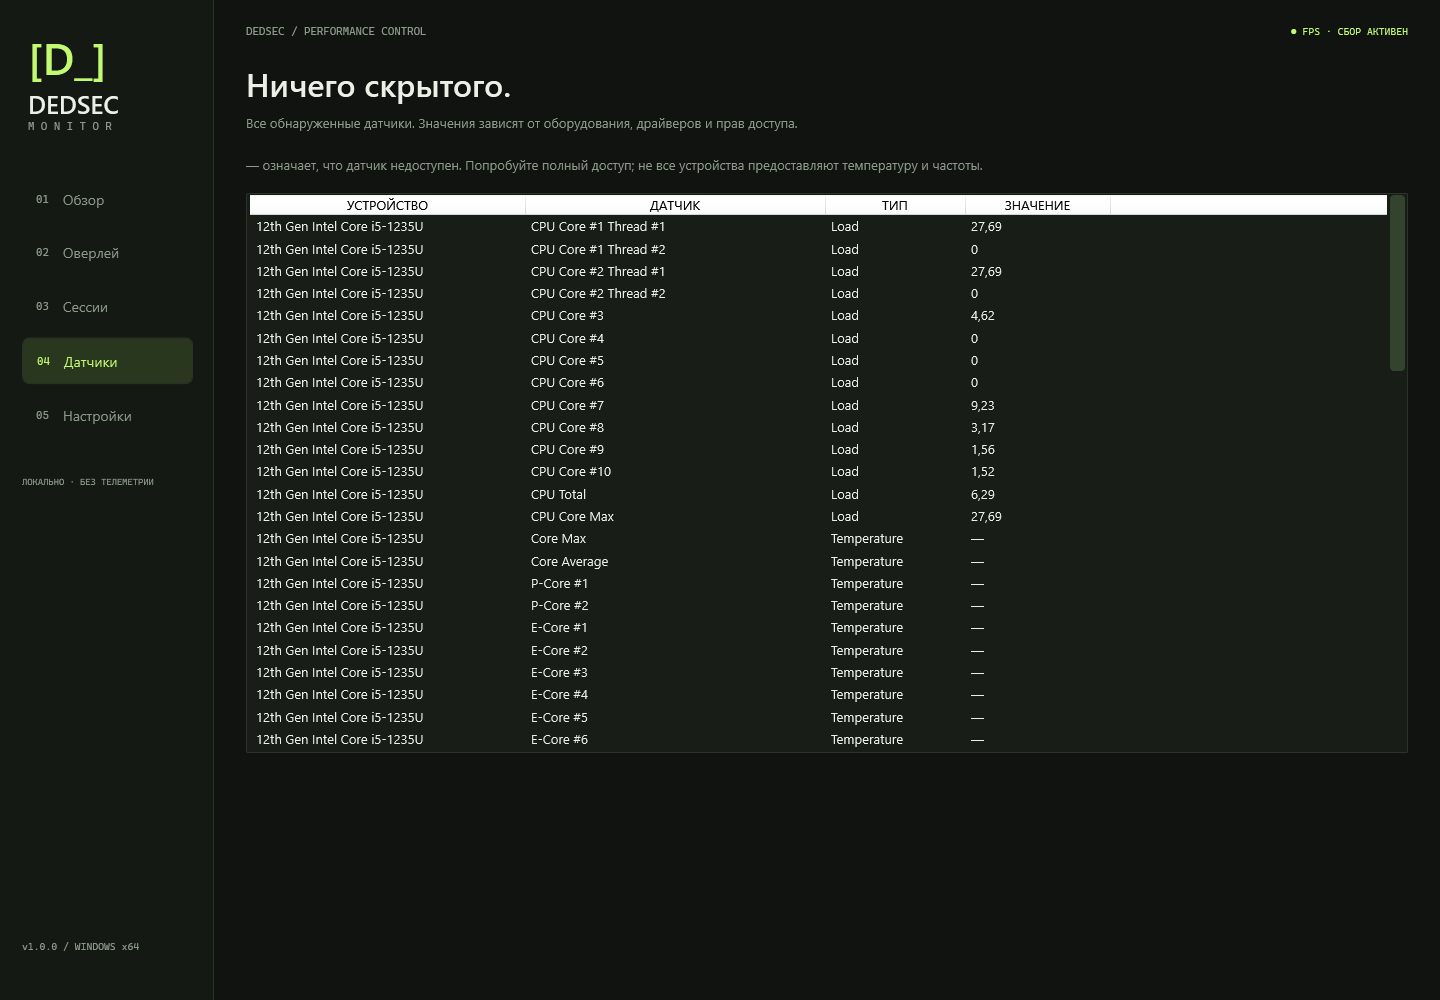 [D_]
DEDSEC
MONITOR
01 Обзор
02 Оверлей
03 Сессии
04 Датчики
05 Настройки
ЛОКАЛЬНО · БЕЗ ТЕЛЕМЕТРИИ
v1.0.0 / WINDOWS x64
DEDSEC / PERFORMANCE CONTROL
● FPS · СБОР АКТИВЕН
Ничего скрытого.
Все обнаруженные датчики. Значения зависят от оборудования, драйверов и прав доступа.
— означает, что датчик недоступен. Попробуйте полный доступ; не все устройства предоставляют температуру и частоты.
УСТРОЙСТВО ДАТЧИК ТИП ЗНАЧЕНИЕ
12th Gen Intel Core i5-1235U CPU Core #1 Thread #1 Load 27,69
12th Gen Intel Core i5-1235U CPU Core #1 Thread #2 Load 0
12th Gen Intel Core i5-1235U CPU Core #2 Thread #1 Load 27,69
12th Gen Intel Core i5-1235U CPU Core #2 Thread #2 Load 0
12th Gen Intel Core i5-1235U CPU Core #3 Load 4,62
12th Gen Intel Core i5-1235U CPU Core #4 Load 0
12th Gen Intel Core i5-1235U CPU Core #5 Load 0
12th Gen Intel Core i5-1235U CPU Core #6 Load 0
12th Gen Intel Core i5-1235U CPU Core #7 Load 9,23
12th Gen Intel Core i5-1235U CPU Core #8 Load 3,17
12th Gen Intel Core i5-1235U CPU Core #9 Load 1,56
12th Gen Intel Core i5-1235U CPU Core #10 Load 1,52
12th Gen Intel Core i5-1235U CPU Total Load 6,29
12th Gen Intel Core i5-1235U CPU Core Max Load 27,69
12th Gen Intel Core i5-1235U Core Max Temperature —
12th Gen Intel Core i5-1235U Core Average Temperature —
12th Gen Intel Core i5-1235U P-Core #1 Temperature —
12th Gen Intel Core i5-1235U P-Core #2 Temperature —
12th Gen Intel Core i5-1235U E-Core #1 Temperature —
12th Gen Intel Core i5-1235U E-Core #2 Temperature —
12th Gen Intel Core i5-1235U E-Core #3 Temperature —
12th Gen Intel Core i5-1235U E-Core #4 Temperature —
12th Gen Intel Core i5-1235U E-Core #5 Temperature —
12th Gen Intel Core i5-1235U E-Core #6 Temperature —